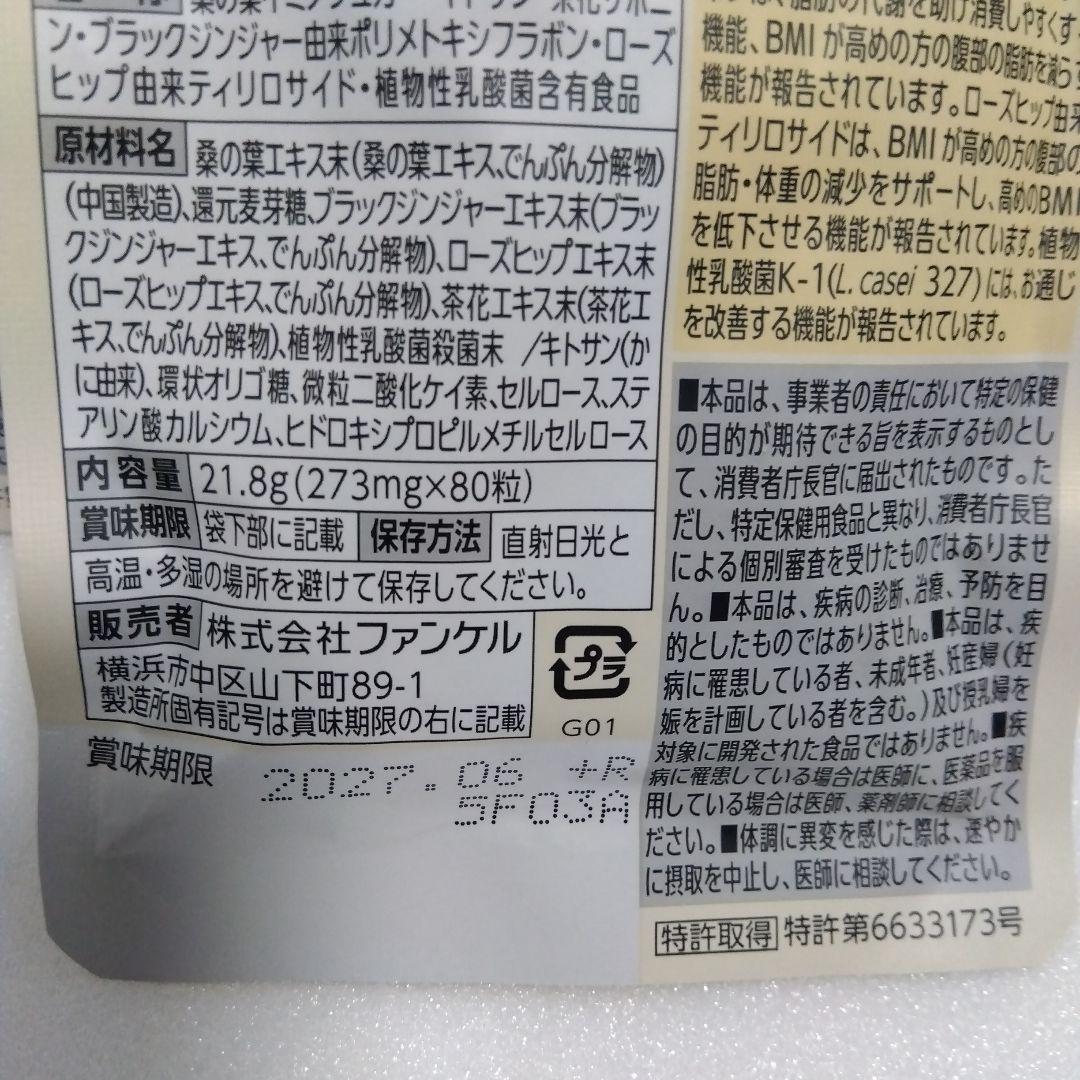 桑の葉イミノシュガー・キトサン・茶花サポニ
ン・ブラックジンジャー由来ポリメトキシフラボン・ローズ
ヒップ由来ティリロサイド・植物性乳酸菌含有食品
原材料名 桑の葉エキス末(桑の葉エキス、でんぷん分解物)
(中国製造)、還元麦芽糖、ブラックジンジャーエキス末(ブラッ
クジンジャーエキス、でんぷん分解物)、ローズヒップエキス末
(ローズヒップエキス、でんぷん分解物)、茶花エキス末(茶花エ
キス、でんぷん分解物)、植物性乳酸菌殺菌末 /キトサン(か
に由来)、環状オリゴ糖、微粒二酸化ケイ素、セルロース、ステ
アリン酸カルシウム、ヒドロキシプロピルメチルセルロース
内容量 21.8g(273mg×80粒)
賞味期限 袋下部に記載 保存方法 直射日光と
高温・多湿の場所を避けて保存してください。
販売者 株式会社ファンケル
横浜市中区山下町89-1
製造所固有記号は賞味期限の右に記載
プラ
G01
賞味期限 2027.06 +R
5F03A
脂肪の代謝を助け消費しやすくす
機能、BMIが高めの方の腹部の脂肪を減らす
機能が報告されています。ローズヒップ由来
ティリロサイドは、BMIが高めの方の腹部の
脂肪・体重の減少をサポートし、高めのBMI
を低下させる機能が報告されています。植物
性乳酸菌K-1(L. casei 327)には、お通じ
を改善する機能が報告されています。
■本品は、事業者の責任において特定の保健
の目的が期待できる旨を表示するものとし
て、消費者庁長官に届出されたものです。た
だし、特定保健用食品と異なり、消費者庁長官
による個別審査を受けたものではありませ
ん。■本品は、疾病の診断、治療、予防を目
的としたものではありません。■本品は、疾
病に罹患している者、未成年者、妊産婦(妊
娠を計画している者を含む。)及び授乳婦を
対象に開発された食品ではありません。■疾
病に罹患している場合は医師に、医薬品を服
用している場合は医師、薬剤師に相談してく
ださい。■体調に異変を感じた際は、速やか
に摂取を中止し、医師に相談してください。
特許取得 特許第6633173号